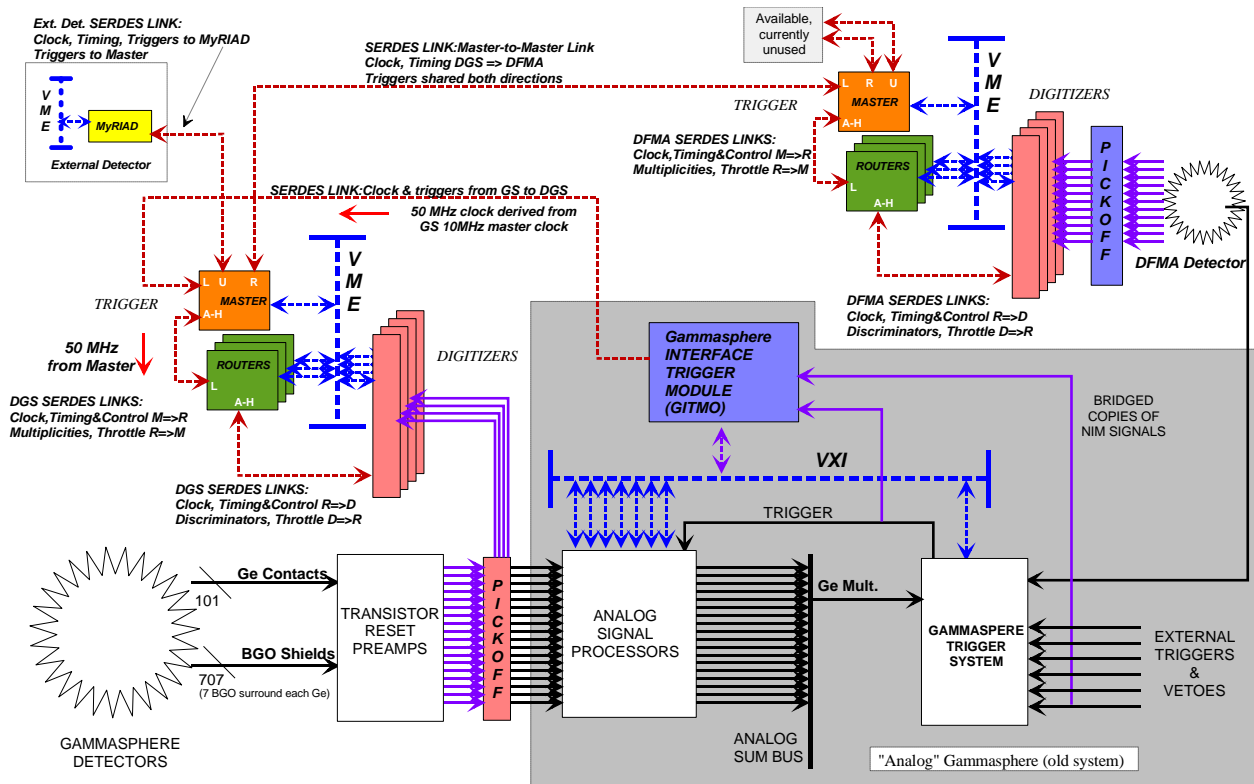 Ext. Det. SERDES LINK:
Clock, Timing, Triggers to MyRIAD
Triggers to Master
V
M
E
MyRIAD
External Detector
SERDES LINK:Master-to-Master Link
Clock, Timing DGS => DFMA
Triggers shared both directions
Available,
currently
unused
L R U
MASTER
A-H
TRIGGER
V
M
E
DIGITIZERS
DFMA SERDES LINKS:
Clock,Timing&Control M=>R
Multiplicities, Throttle R=>M
ROUTERS
L
A-H
P
I
C
K
O
F
F
DFMA Detector
DFMA SERDES LINKS:
Clock, Timing&Control R=>D
Discriminators, Throttle D=>R
SERDES LINK:Clock & triggers from GS to DGS
50 MHz clock derived from
GS 10MHz master clock
V
M
E
L U R
MASTER
A-H
TRIGGER
50 MHz
from Master
ROUTERS
L
A-H
DIGITIZERS
DGS SERDES LINKS:
Clock,Timing&Control M=>R
Multiplicities, Throttle R=>M
DGS SERDES LINKS:
Clock, Timing&Control R=>D
Discriminators, Throttle D=>R
Gammasphere
INTERFACE
TRIGGER
MODULE
(GITMO)
BRIDGED
COPIES OF
NIM SIGNALS
VXI
TRIGGER
Ge Contacts
101
BGO Shields
707
(7 BGO surround each Ge)
GAMMASPHERE
DETECTORS
TRANSISTOR
RESET
PREAMPS
P
I
C
K
O
F
F
ANALOG
SIGNAL
PROCESSORS
Ge Mult.
ANALOG
SUM BUS
GAMMASPERE
TRIGGER
SYSTEM
EXTERNAL
TRIGGERS
&
VETOES
"Analog" Gammasphere (old system)